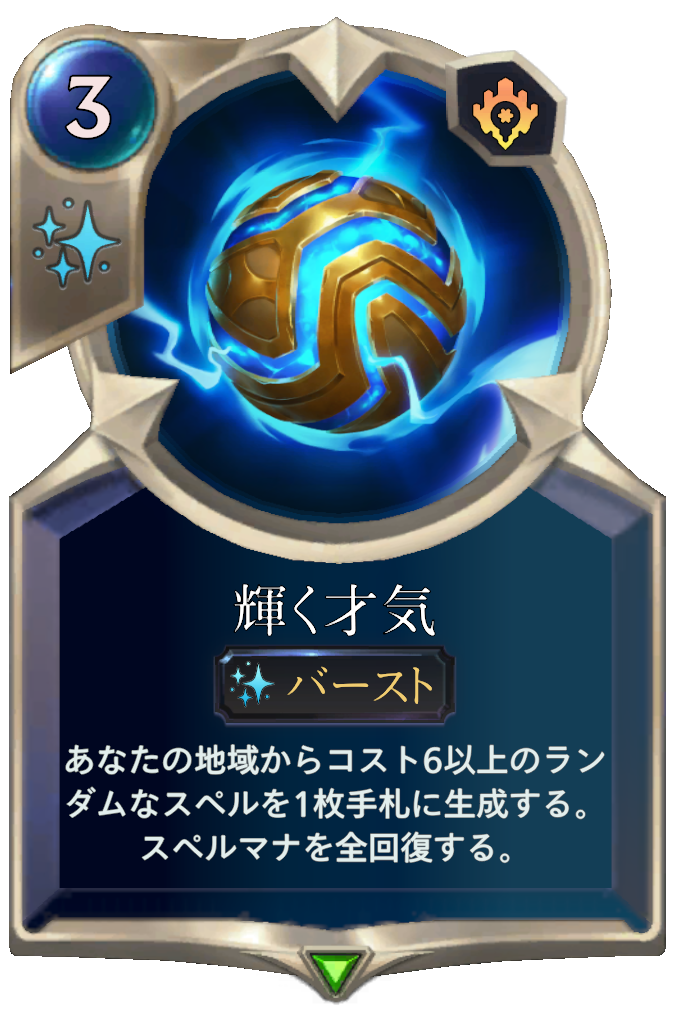 3
輝く才気
バースト
あなたの地域からコスト6以上のラン
ダムなスペルを1枚手札に生成する。
スペルマナを全回復する。